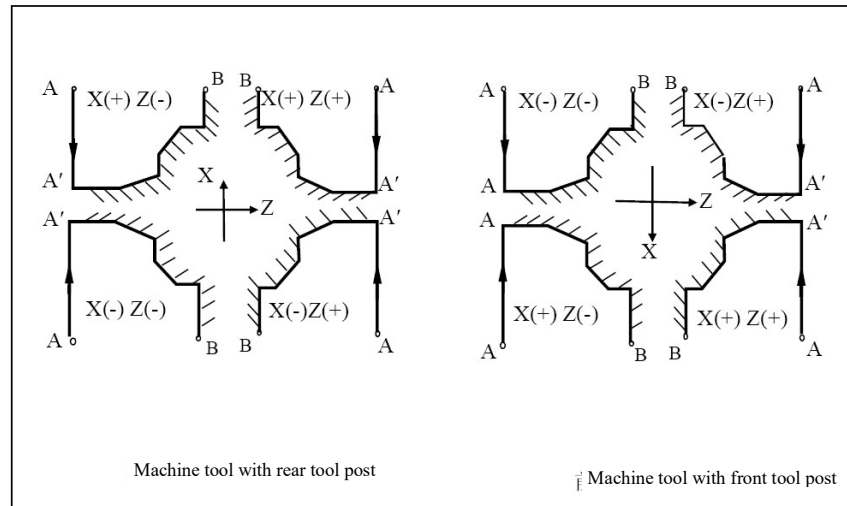 A X(+) Z(-) B B X(+) Z(+) A
A′ X Z A′
A′ A′
X(-) Z(-) X(-)Z(+)
A B B A
A X(-) Z(-) B B X(-)Z(+) A
A Z A′
A X A′
X(+) Z(-) X(+) Z(+)
A B B A
Machine tool with rear tool post
Machine tool with front tool post